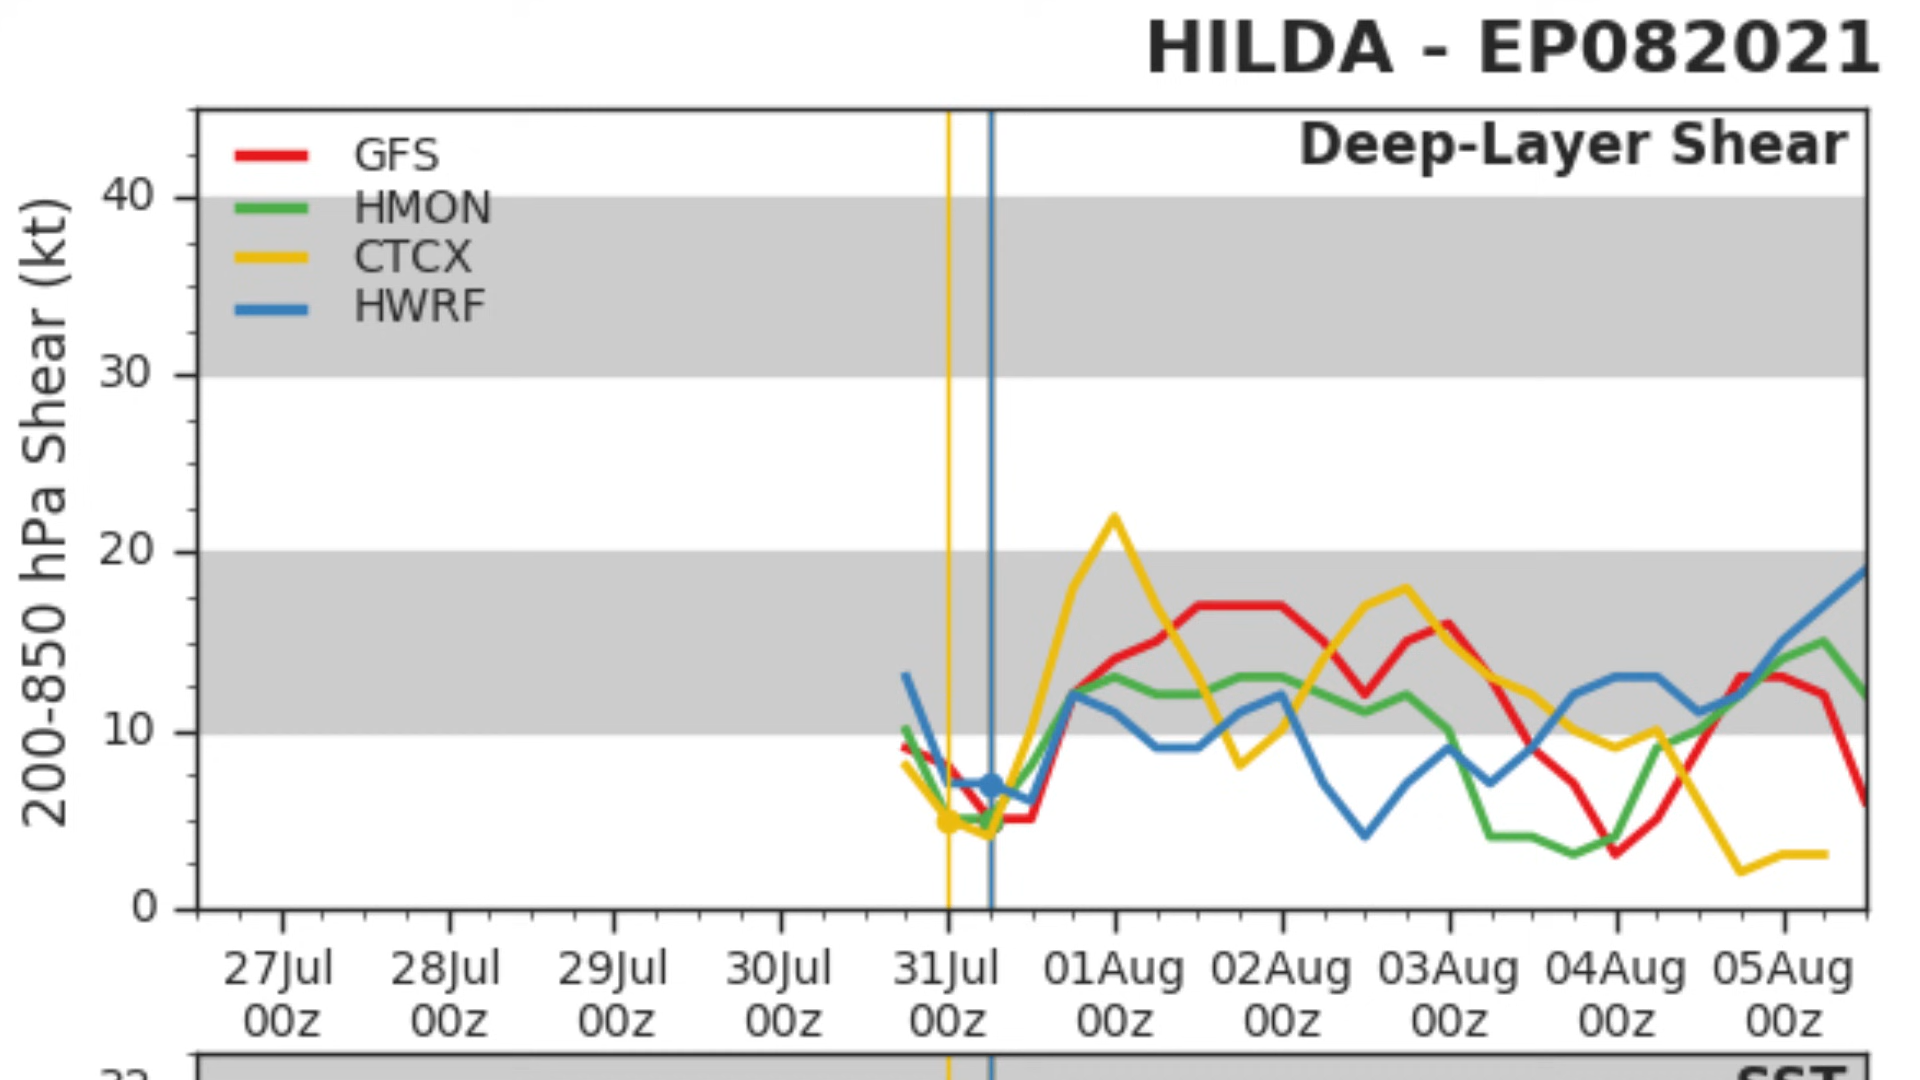 HILDA - EP082021
Deep-Layer Shear
GFS
HMON
CTCX
HWRF
200-850 hPa Shear (kt)
40
30
20
10
0
27Jul 28Jul 29Jul 30Jul 31Jul 01Aug 02Aug 03Aug 04Aug 05Aug
00z 00z 00z 00z 00z 00z 00z 00z 00z 00z
SST